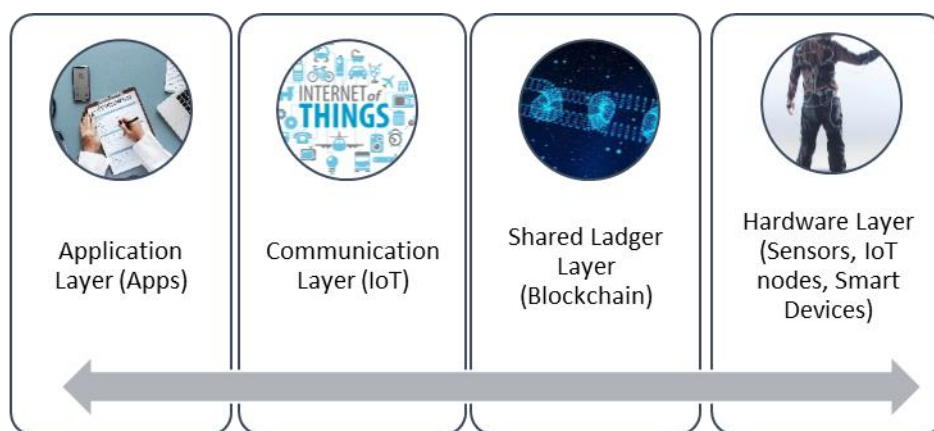 Application
Layer (Apps)
INTERNET of
THINGS
Communication
Layer (IoT)
Shared Ladger
Layer
(Blockchain)
Hardware Layer
(Sensors, IoT
nodes, Smart
Devices)